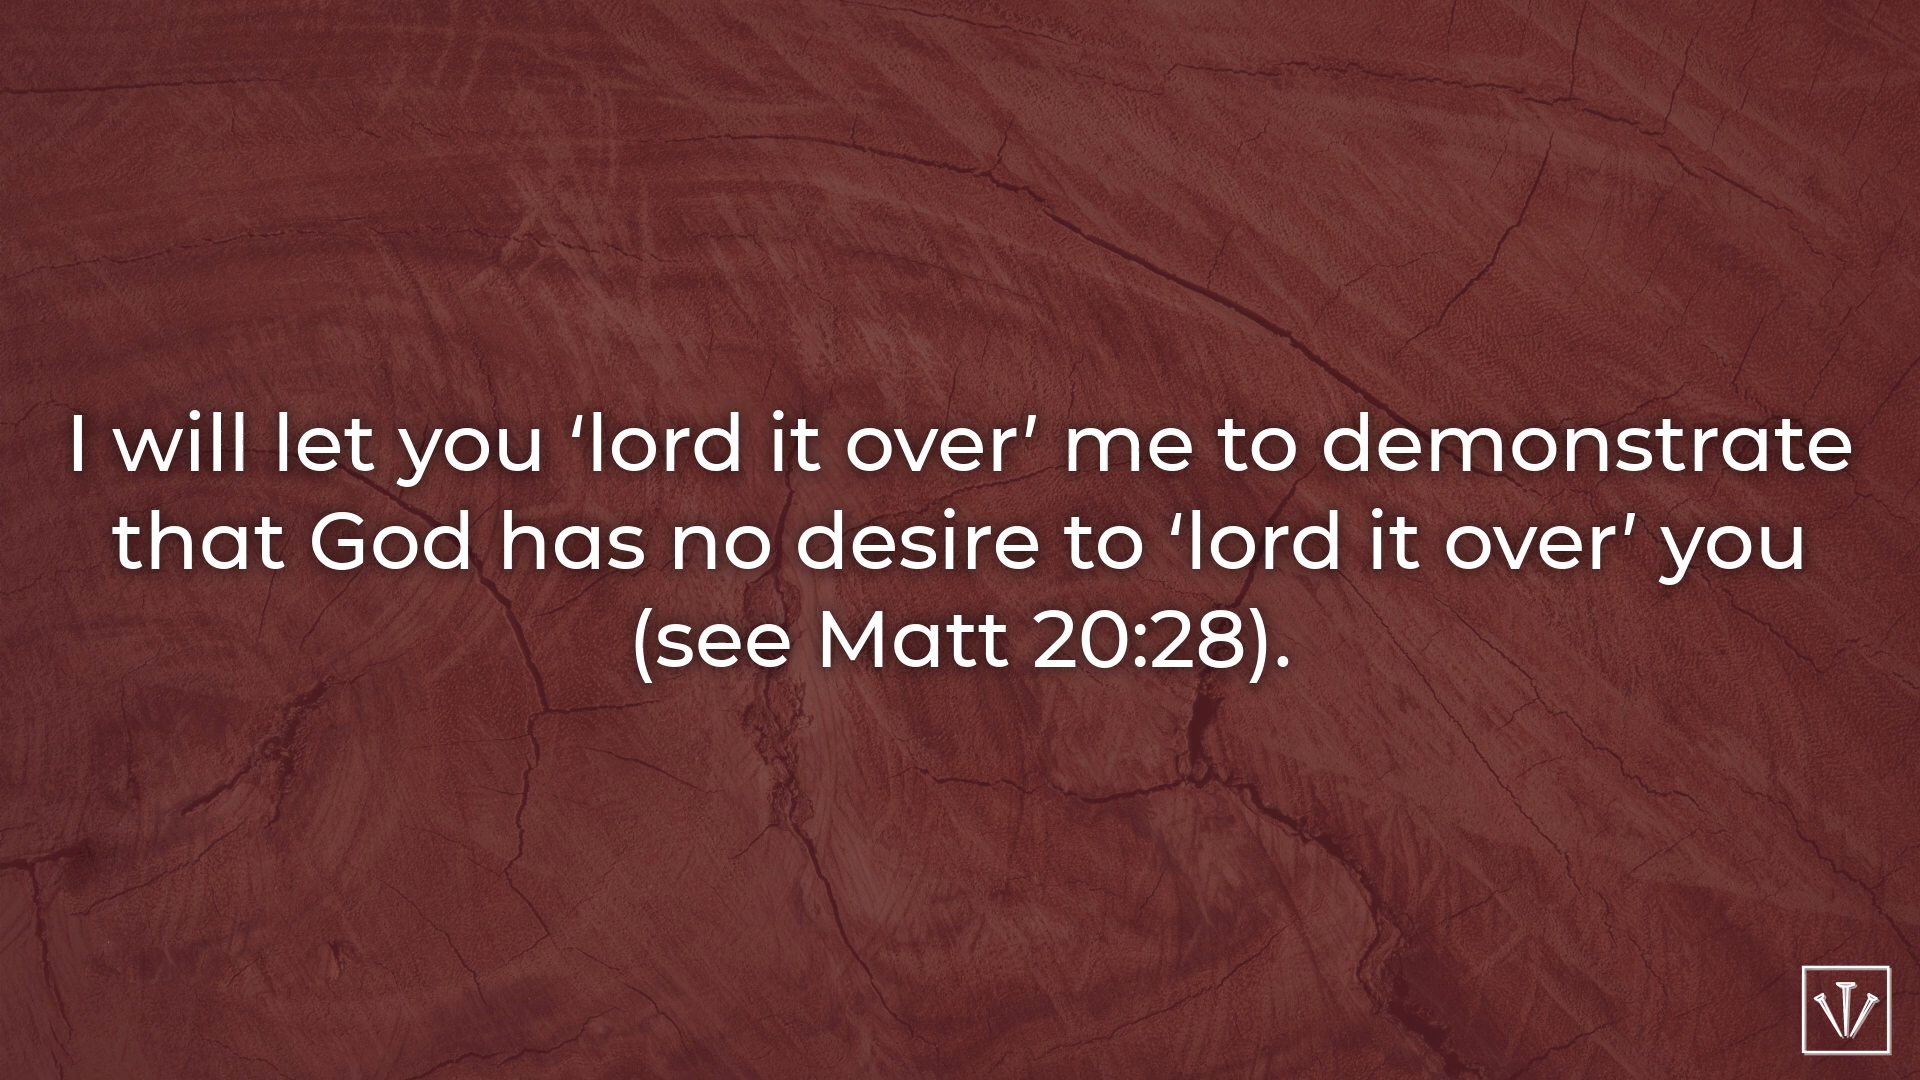 I will let you ‘lord it over’ me to demonstrate
that God has no desire to ‘lord it over’ you
(see Matt 20:28).